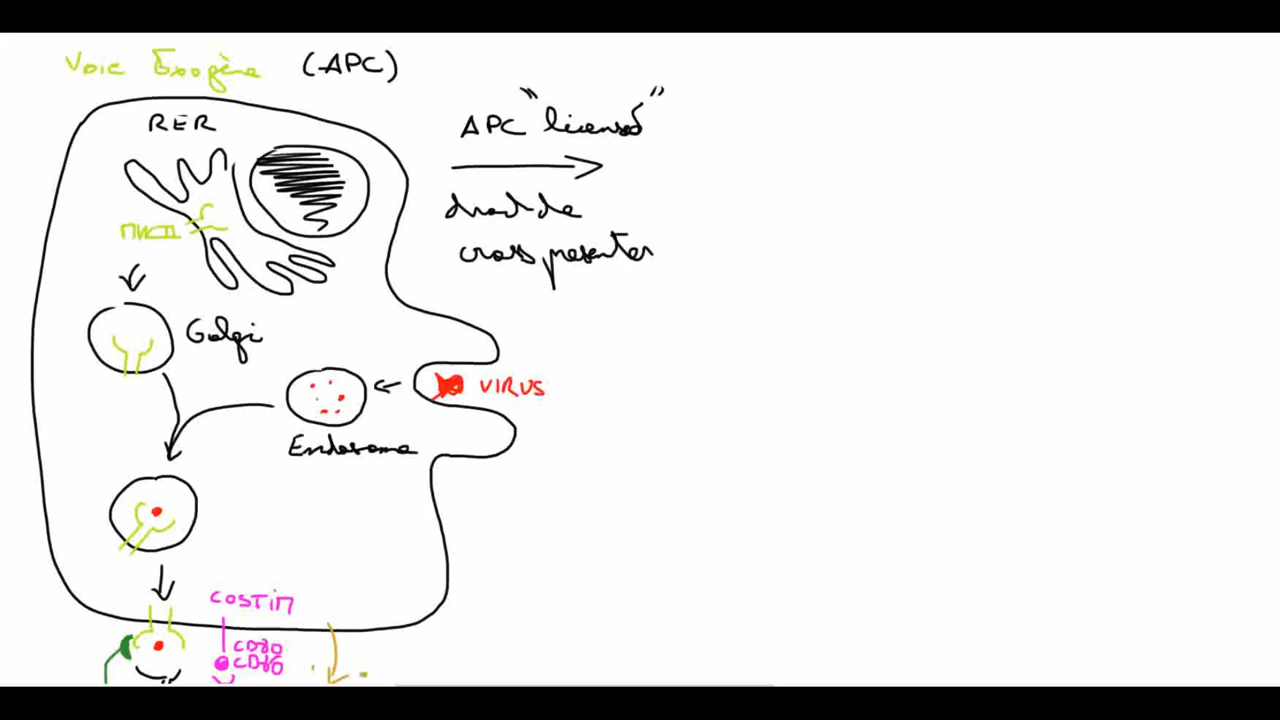 Voie Exogène (APC)
RER
APC "licensed"
droit de
cross presenter
MHCII
Golgi
VIRUS
Endosome
COSTIM
CD80
CD86